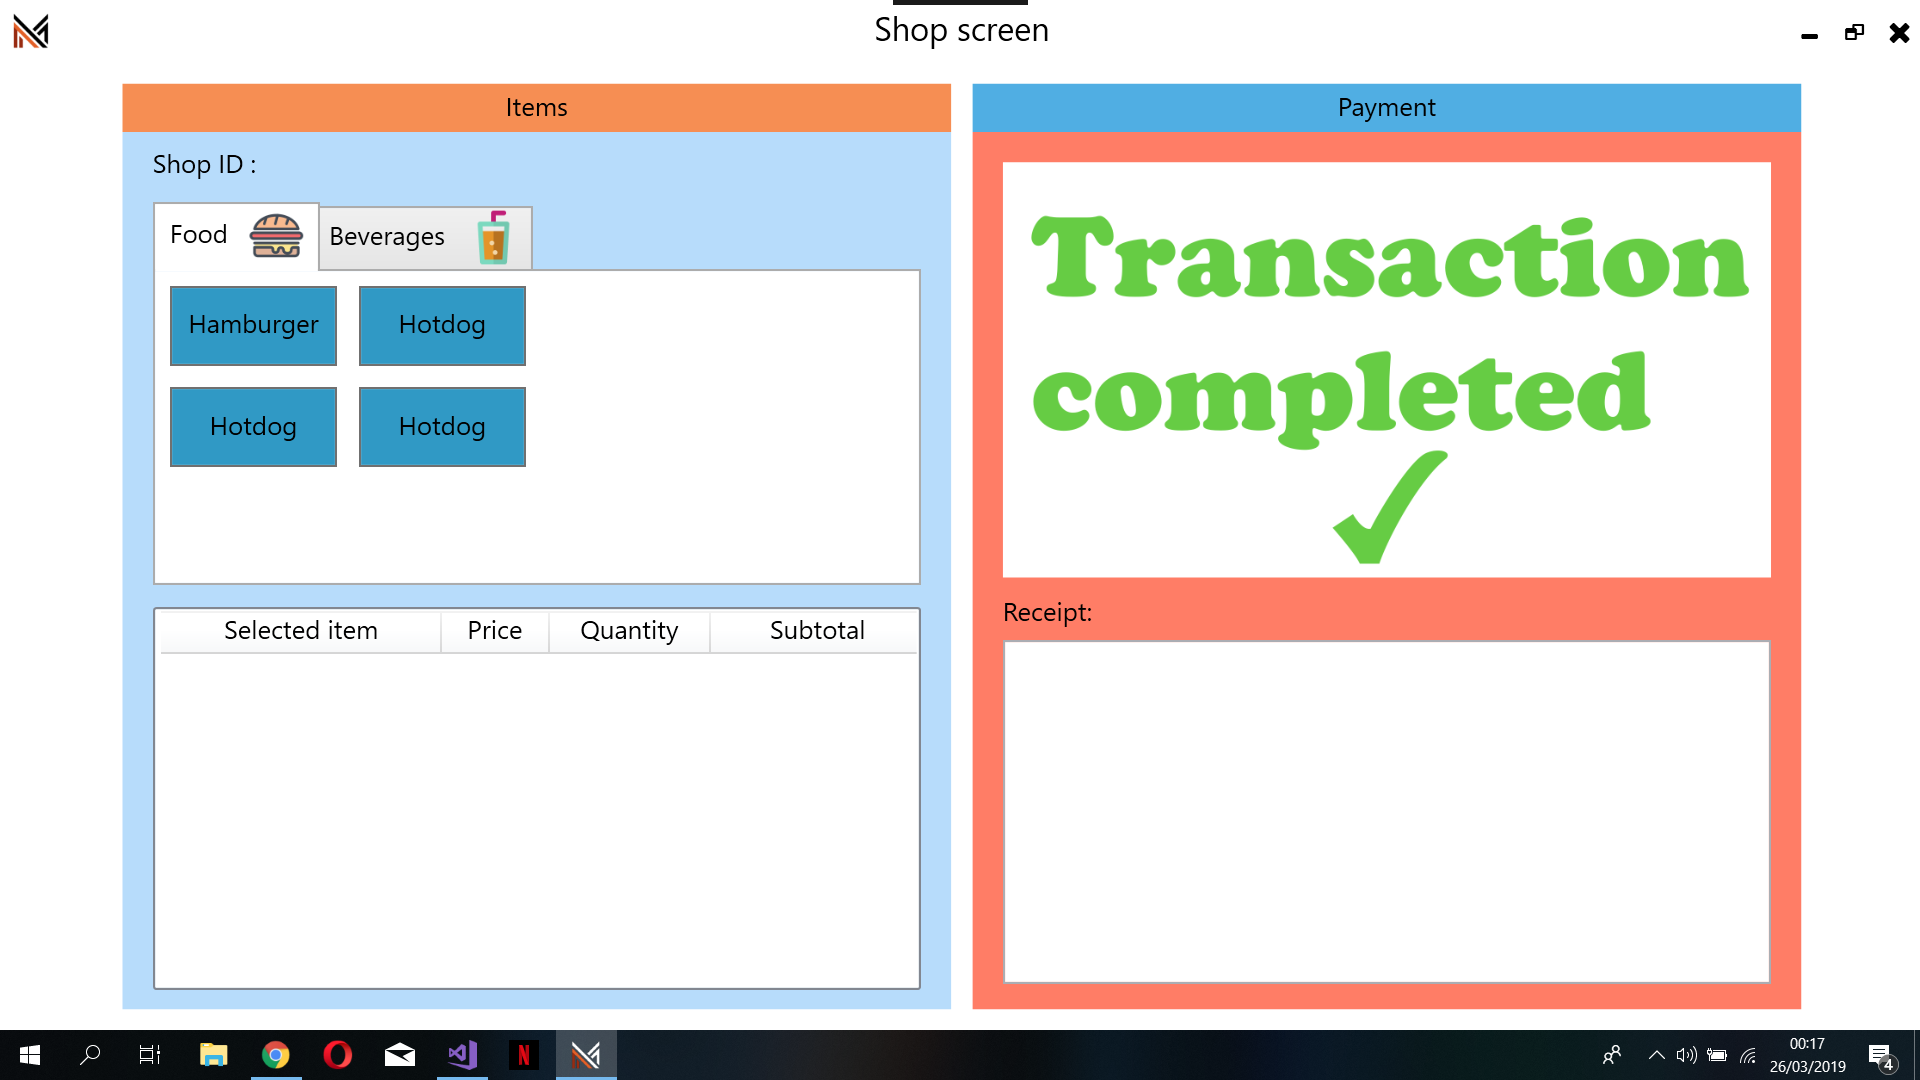 Shop screen
Items
Shop ID :
Food
Beverages
Hamburger
Hotdog
Hotdog
Hotdog
Selected item
Price
Quantity
Subtotal
Payment
Transaction
completed
Receipt:
N
00:17
26/03/2019
4